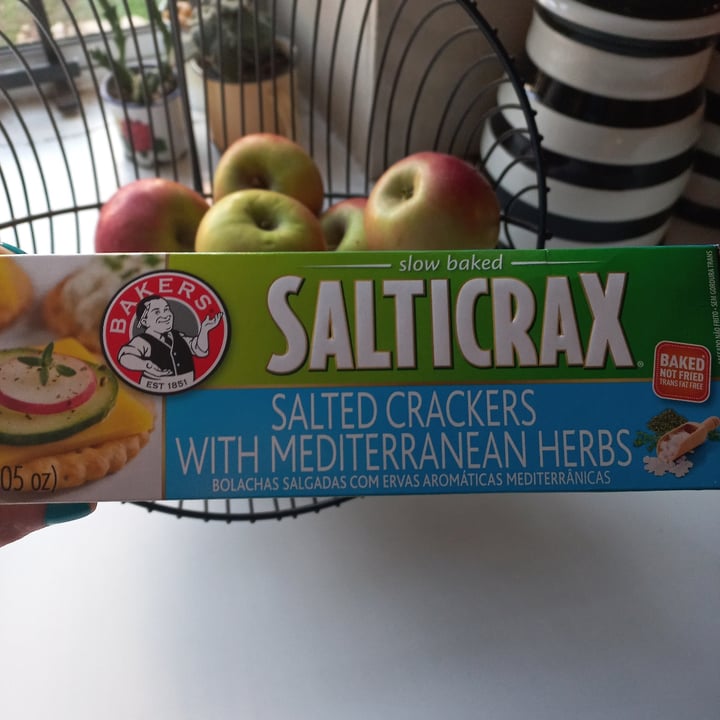 slow baked
BAKERS
EST 1851
SALTICRAX®
SALTED CRACKERS
WITH MEDITERRANEAN HERBS
BOLACHAS SALGADAS COM ERVAS AROMÁTICAS MEDITERRÂNICAS
05 oz)
BAKED
NOT FRIED
TRANS FAT FREE